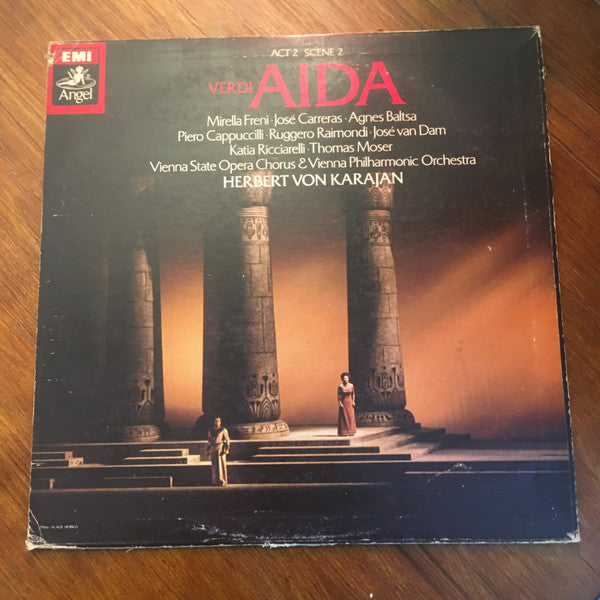 EMI
Angel
ACT 2 SCENE 2
VERDI AIDA
Mirella Freni · José Carreras · Agnes Baltsa
Piero Cappuccilli · Ruggero Raimondi · José van Dam
Katia Ricciarelli · Thomas Moser
Vienna State Opera Chorus & Vienna Philharmonic Orchestra
HERBERT VON KARAJAN